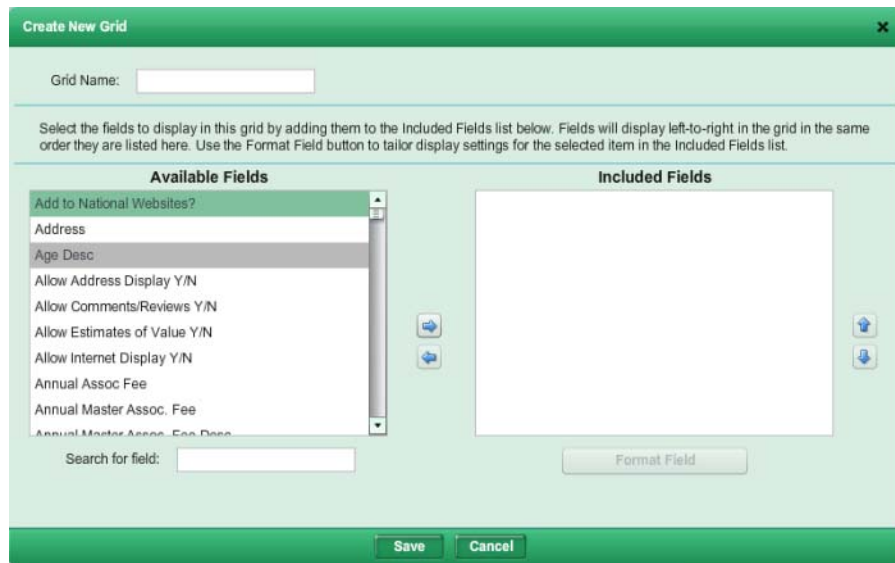 Create New Grid
Grid Name:
Select the fields to display in this grid by adding them to the Included Fields list below. Fields will display left-to-right in the grid in the same
order they are listed here. Use the Format Field button to tailor display settings for the selected item in the Included Fields list.
Available Fields
Add to National Websites?
Address
Age Desc
Allow Address Display Y/N
Allow Comments/Reviews Y/N
Allow Estimates of Value Y/N
Allow Internet Display Y/N
Annual Assoc Fee
Annual Master Assoc. Fee
Annual Master Assoc. Fee Desc
Search for field:
Included Fields
Format Field
Save Cancel